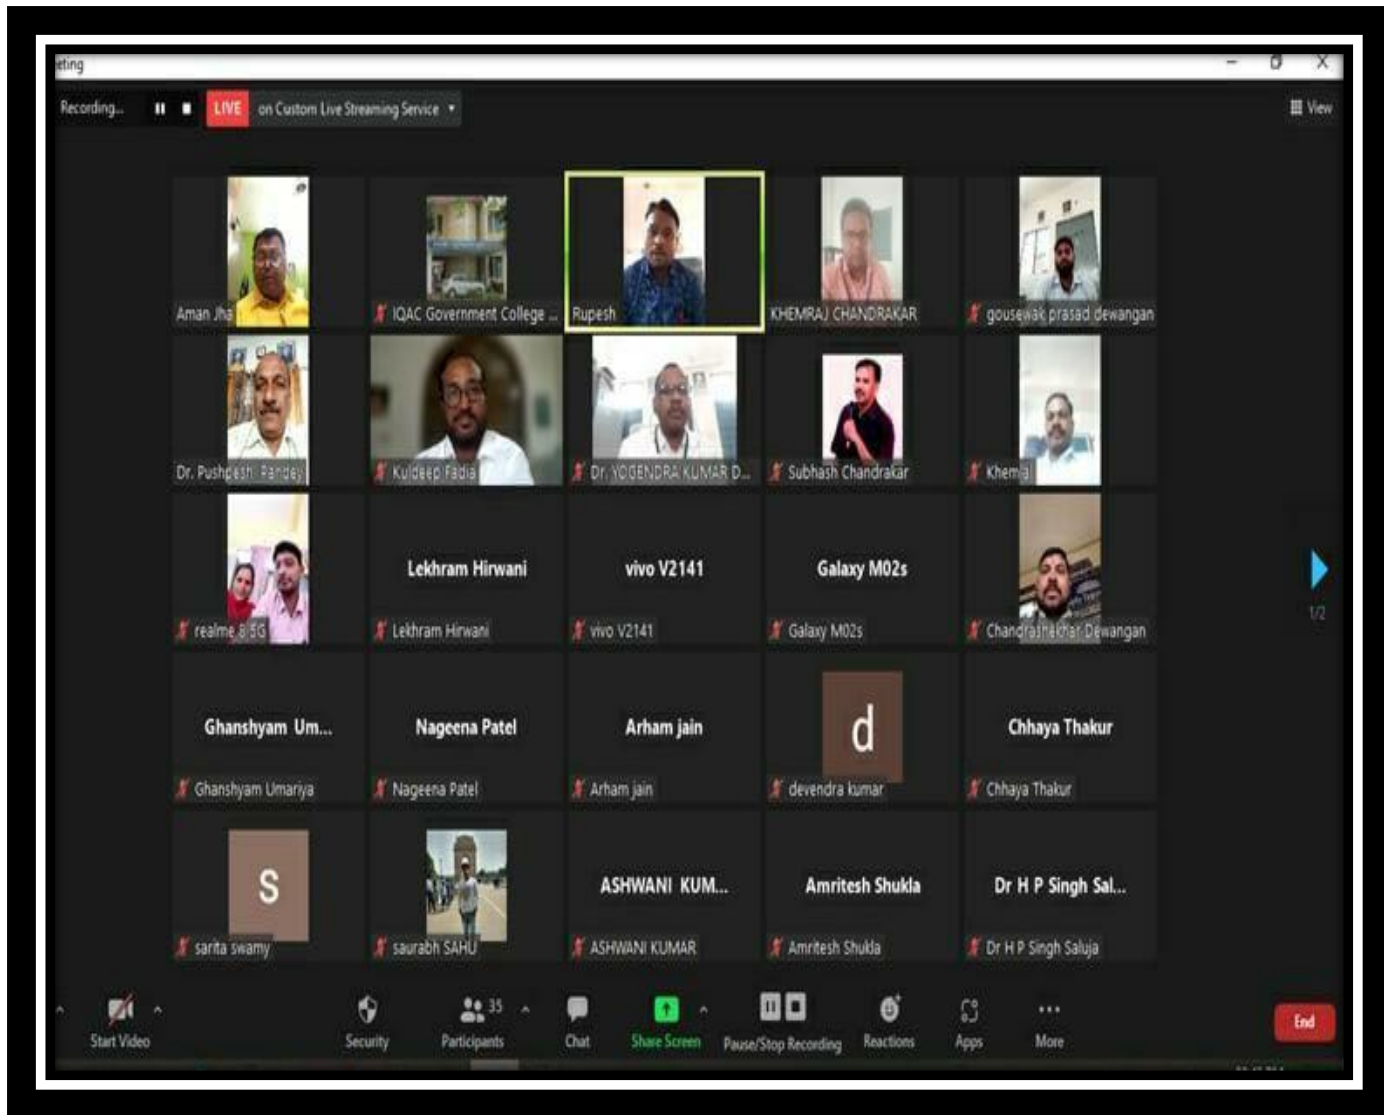 eting
Recording...
LIVE
on Custom Live Streaming Service
View
Aman Jha
IQAC Government College ...
Rupesh
KHEMRAJ CHANDRAKAR
gousewak prasad dewangan
Dr. Pushpesh Pandey
Kuldeep Fadia
Dr. YOGENDRA KUMAR D...
Subhash Chandrakar
Khemla
realme 8 5G
Lekhram Hirwani
Lekhram Hirwani
vivo V2141
vivo V2141
Galaxy M02s
Galaxy M02s
Chandrashekhar Dewangan
1/2
Ghanshyam Um...
Ghanshyam Umariya
Nageena Patel
Nageena Patel
Arham jain
Arham jain
d
devendra kumar
Chhaya Thakur
Chhaya Thakur
s
sarita swamy
saurabh SAHU
ASHWANI KUM...
ASHWANI KUMAR
Amritesh Shukla
Amritesh Shukla
Dr H P Singh Sal...
Dr H P Singh Saluja
Start Video
Security
35
Participants
Chat
Share Screen
Pause/Stop Recording
Reactions
Apps
More
End